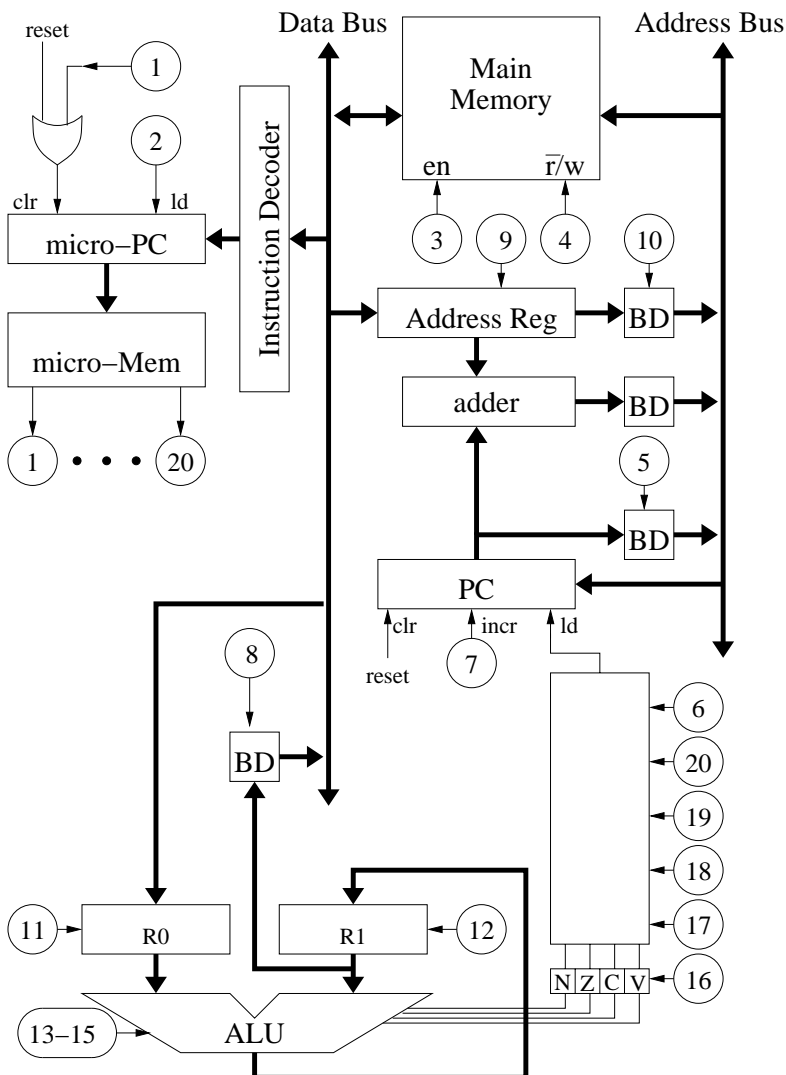 Data Bus
Address Bus
reset
1
Main
Memory
2
en
r̅/w
clr
ld
Instruction Decoder
3
9
4
10
micro−PC
Address Reg
BD
micro−Mem
adder
BD
1
20
5
BD
PC
clr
incr
ld
8
reset
7
6
BD
20
19
18
11
R0
R1
12
17
N Z C V
16
13−15
ALU